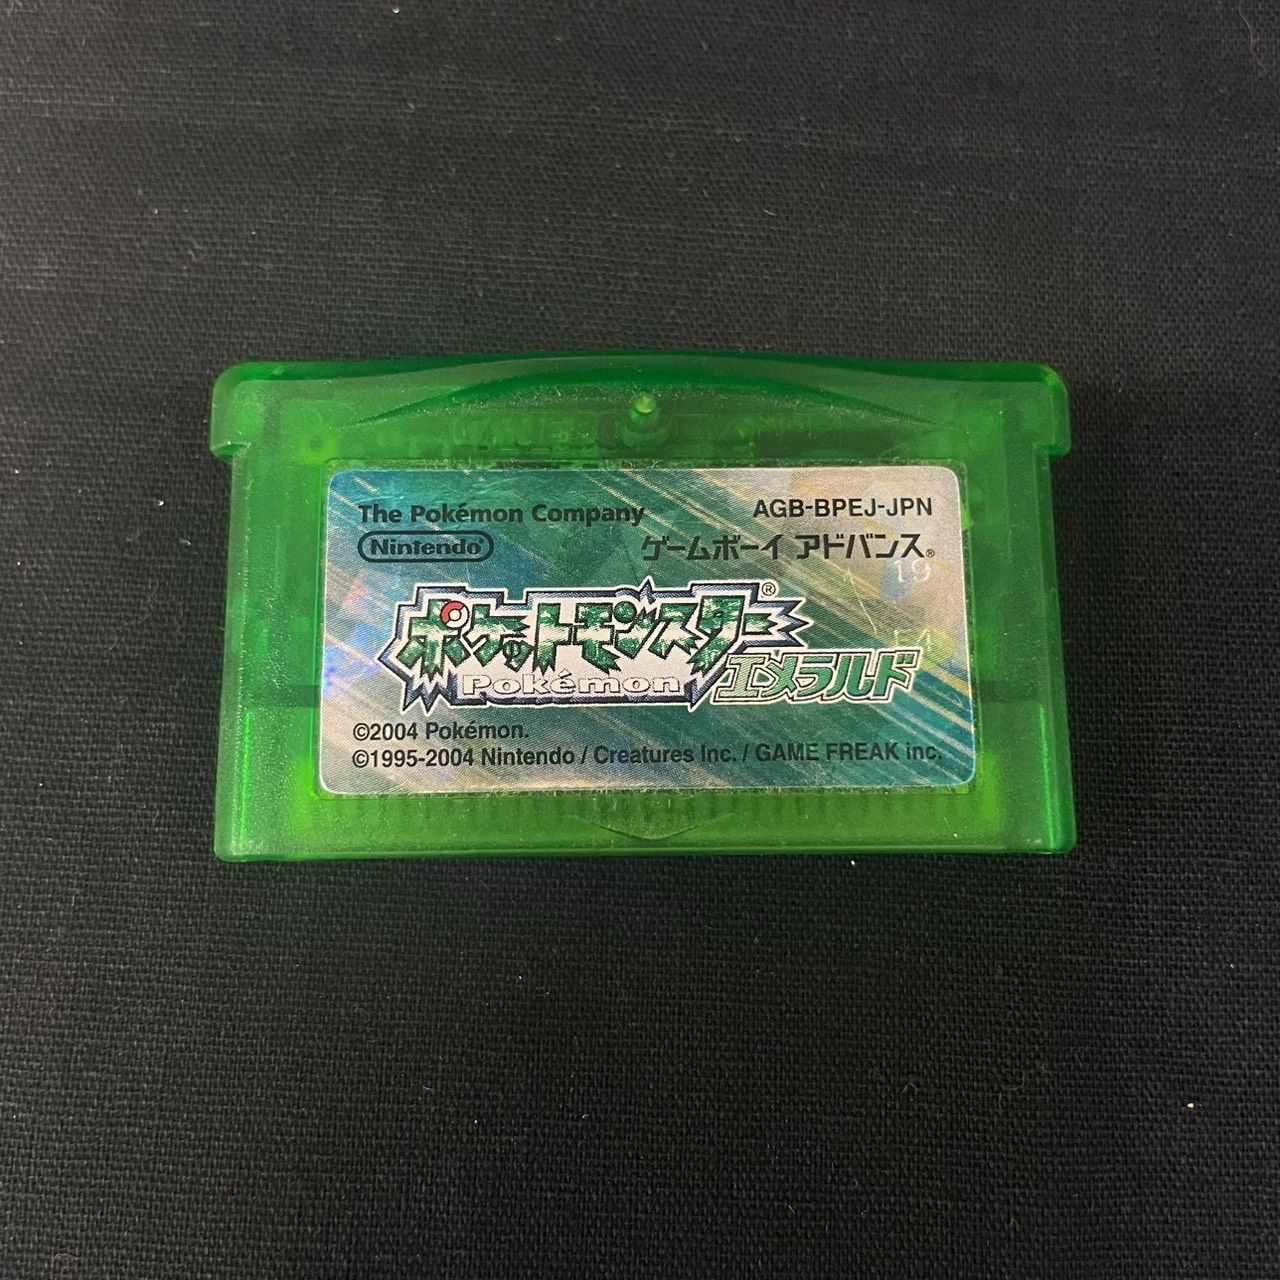 The Pokémon Company
AGB-BPEJ-JPN
Nintendo
ゲームボーイ アドバンス®
19
ポケットモンスター®
Pokémon
エメラルド
©2004 Pokémon.
©1995-2004 Nintendo / Creatures Inc. / GAME FREAK inc.